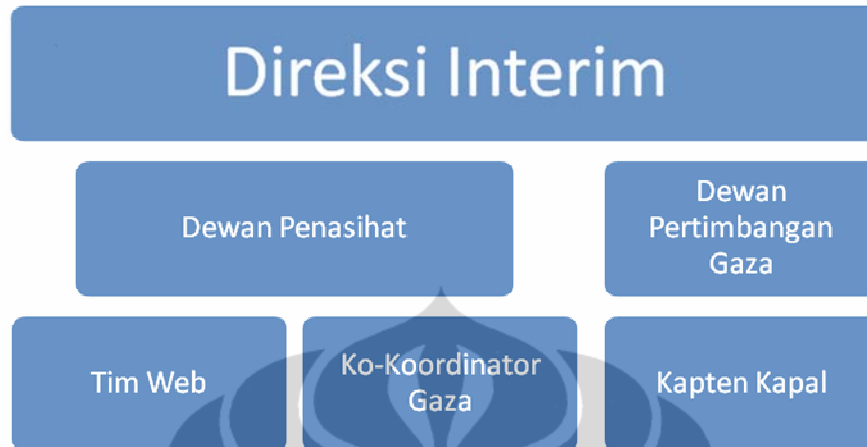 Direksi Interim
Dewan Penasihat
Dewan
Pertimbangan
Gaza
Tim Web
Ko-Koordinator
Gaza
Kapten Kapal